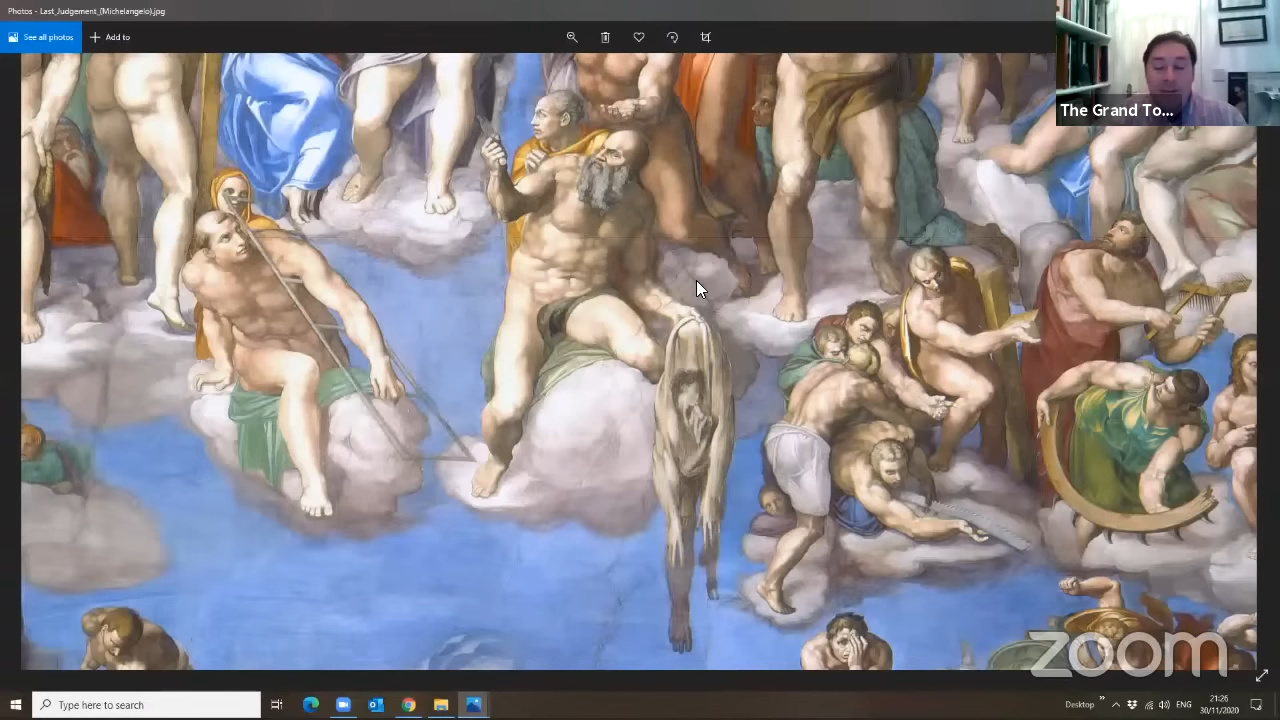 Photos - Last_Judgement_(Michelangelo).jpg
See all photos
Add to
The Grand To...
zoom
Type here to search
Desktop
ENG
21:26
30/11/2020